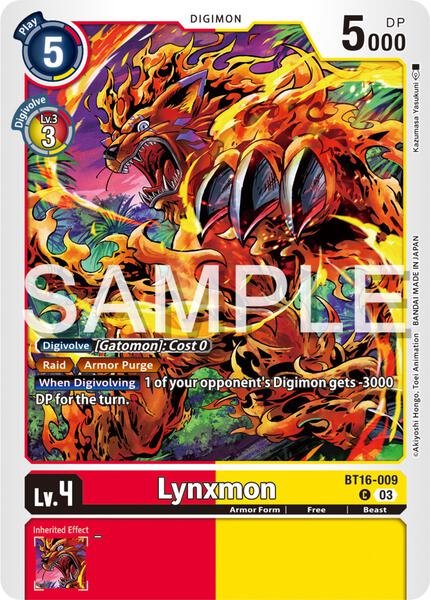 DIGIMON
Play
5
DP
5000
Digivolve
Lv.3
3
Kazumasa Yasukuni
SAMPLE
©Akiyoshi Hongo, Toei Animation BANDAI MADE IN JAPAN
Digivolve [Gatomon]: Cost 0
Raid Armor Purge
When Digivolving 1 of your opponent's Digimon gets -3000
DP for the turn.
Lv.4
Lynxmon
BT16-009
C 03
Armor Form | Free | Beast
Inherited Effect
-